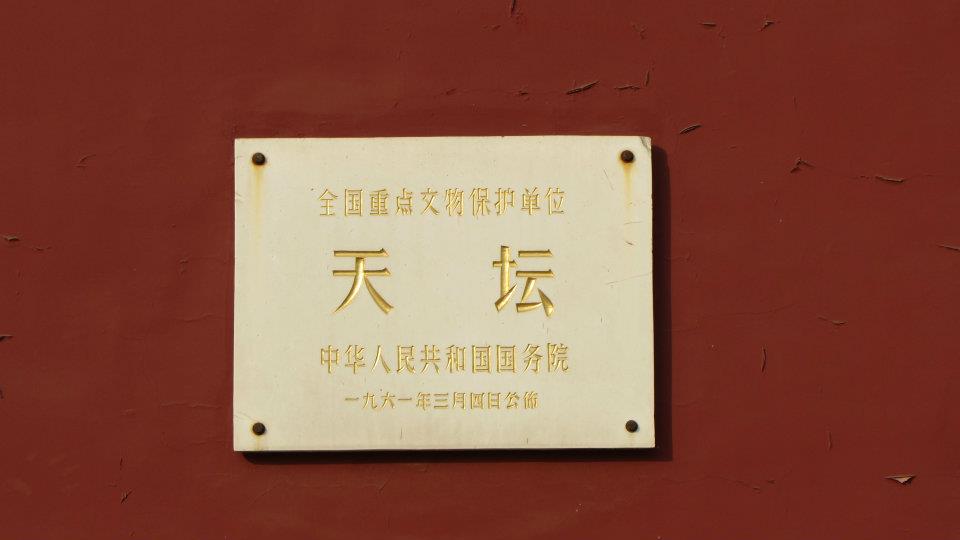 全国重点文物保护单位
天坛
中华人民共和国国务院
一九六一年三月四日公佈